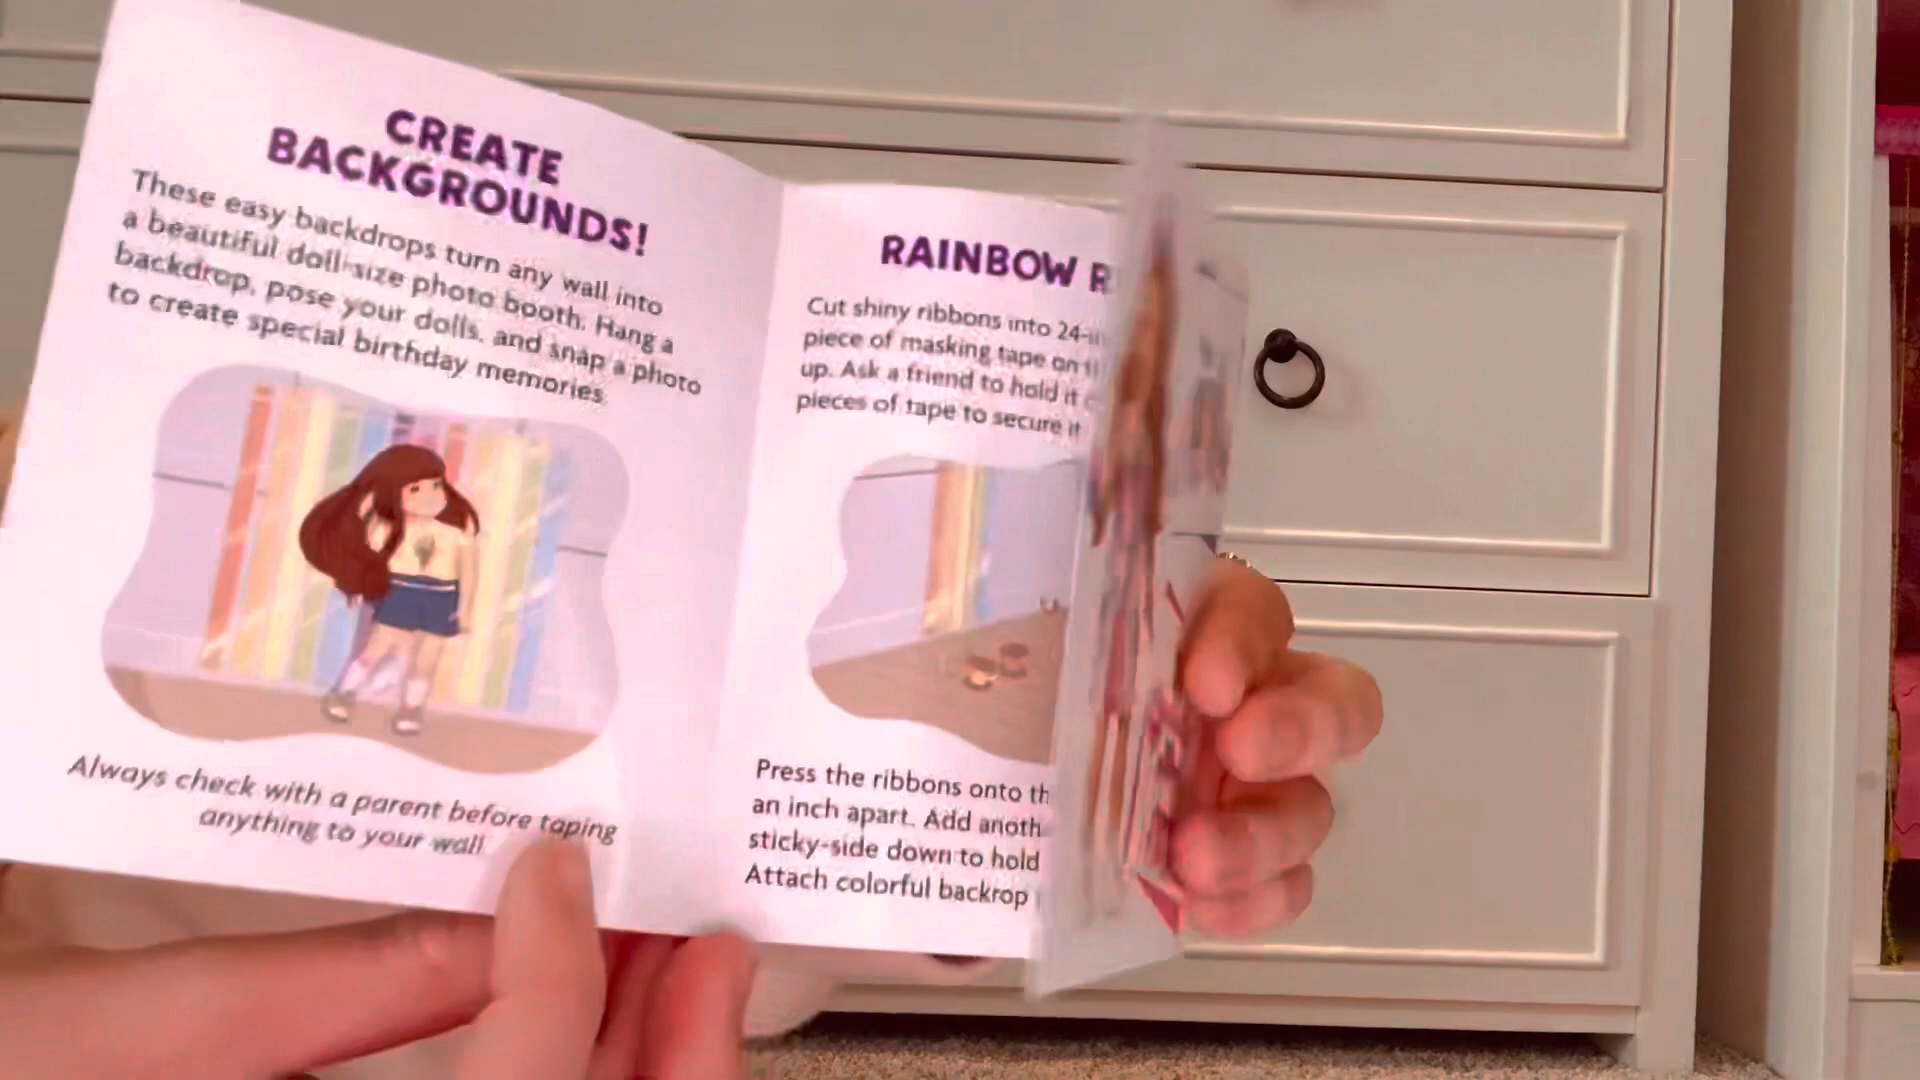 CREATE
BACKGROUNDS!
These easy backdrops turn any wall into
a beautiful doll-size photo booth. Hang a
backdrop, pose your dolls, and snap a photo
to create special birthday memories.
Always check with a parent before taping
anything to your wall.
RAINBOW
Cut shiny ribbons into
piece of masking tape on
up. Ask a friend to hold it
pieces of tape to secure it
Press the ribbons onto
an inch apart. Add
sticky-side down to hold
Attach colorful backrop